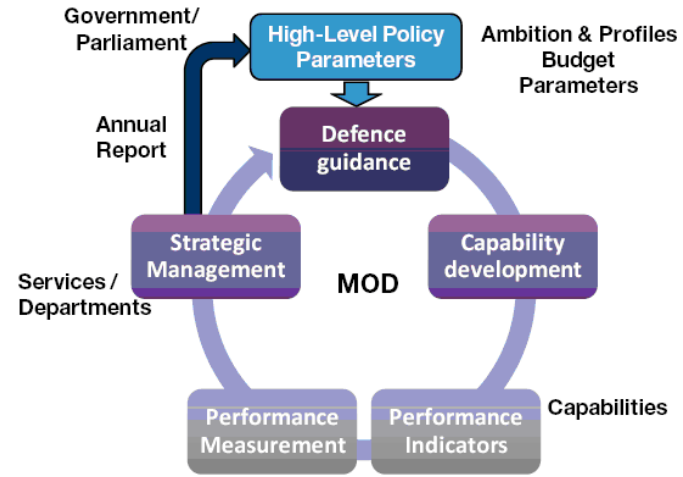 Government/
Parliament
High-Level Policy
Parameters
Ambition & Profiles
Budget
Parameters
Annual
Report
Defence
guidance
Strategic
Management
Capability
development
MOD
Services /
Departments
Performance
Measurement
Performance
Indicators
Capabilities